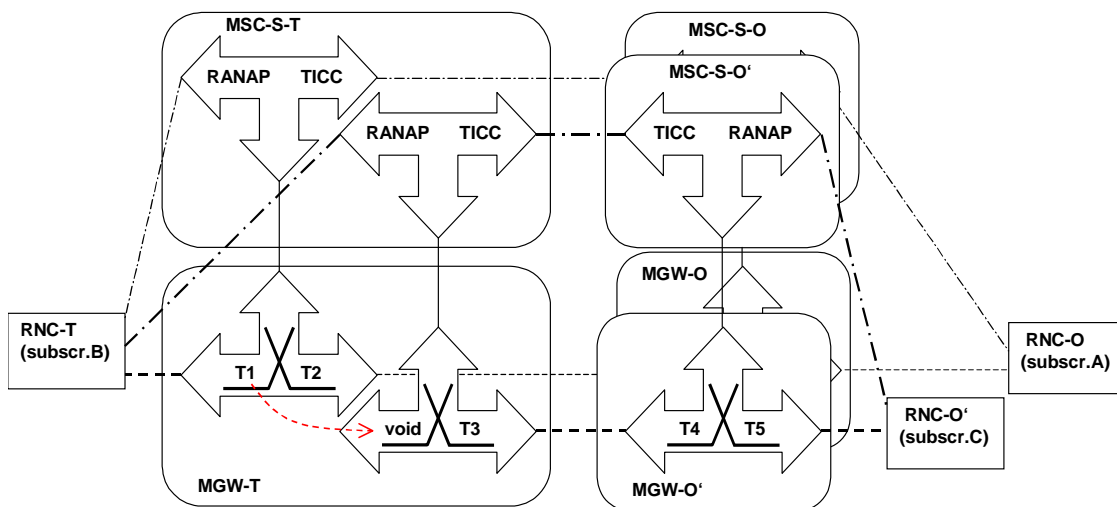 MSC-S-T
MSC-S-O
MSC-S-O‘
RANAP TICC
RANAP TICC
TICC RANAP
MGW-O
RNC-T
(subscr.B)
RNC-O
(subscr.A)
T1 T2
void T3
T4 T5
RNC-O‘
(subscr.C)
MGW-T
MGW-O‘